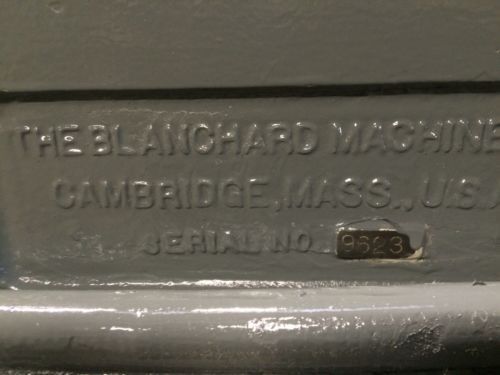 THE BLANCHARD MACHINE
CAMBRIDGE, MASS., U.S.A
SERIAL NO. 9623